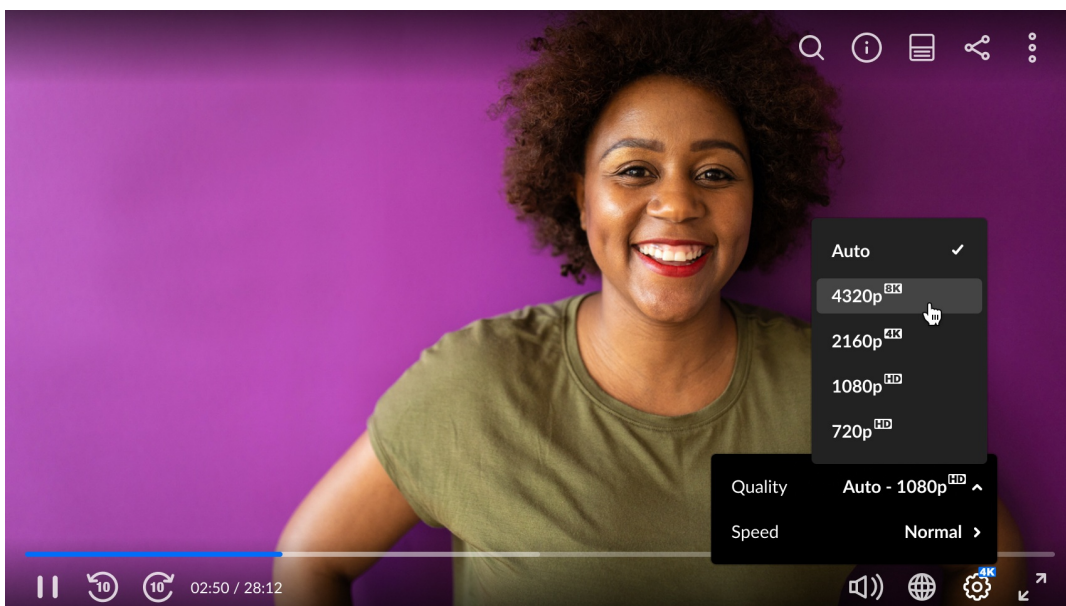 Auto
4320p 8K
2160p 4K
1080p HD
720p HD
Quality Auto - 1080p HD
Speed Normal
10 10 02:50 / 28:12 4K